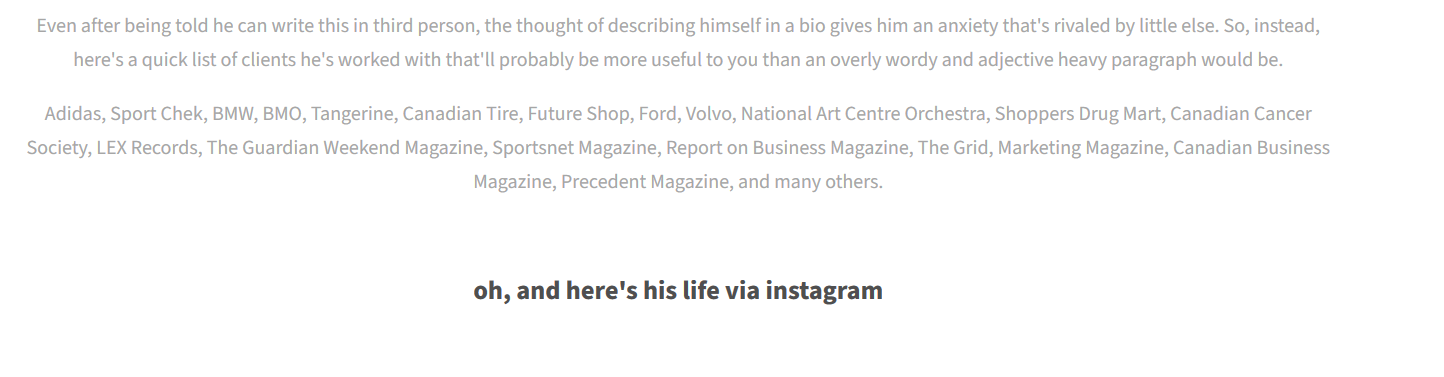 Even after being told he can write this in third person, the thought of describing himself in a bio gives him an anxiety that's rivaled by little else. So, instead,
here's a quick list of clients he's worked with that'll probably be more useful to you than an overly wordy and adjective heavy paragraph would be.
Adidas, Sport Chek, BMW, BMO, Tangerine, Canadian Tire, Future Shop, Ford, Volvo, National Art Centre Orchestra, Shoppers Drug Mart, Canadian Cancer
Society, LEX Records, The Guardian Weekend Magazine, Sportsnet Magazine, Report on Business Magazine, The Grid, Marketing Magazine, Canadian Business
Magazine, Precedent Magazine, and many others.
oh, and here's his life via instagram